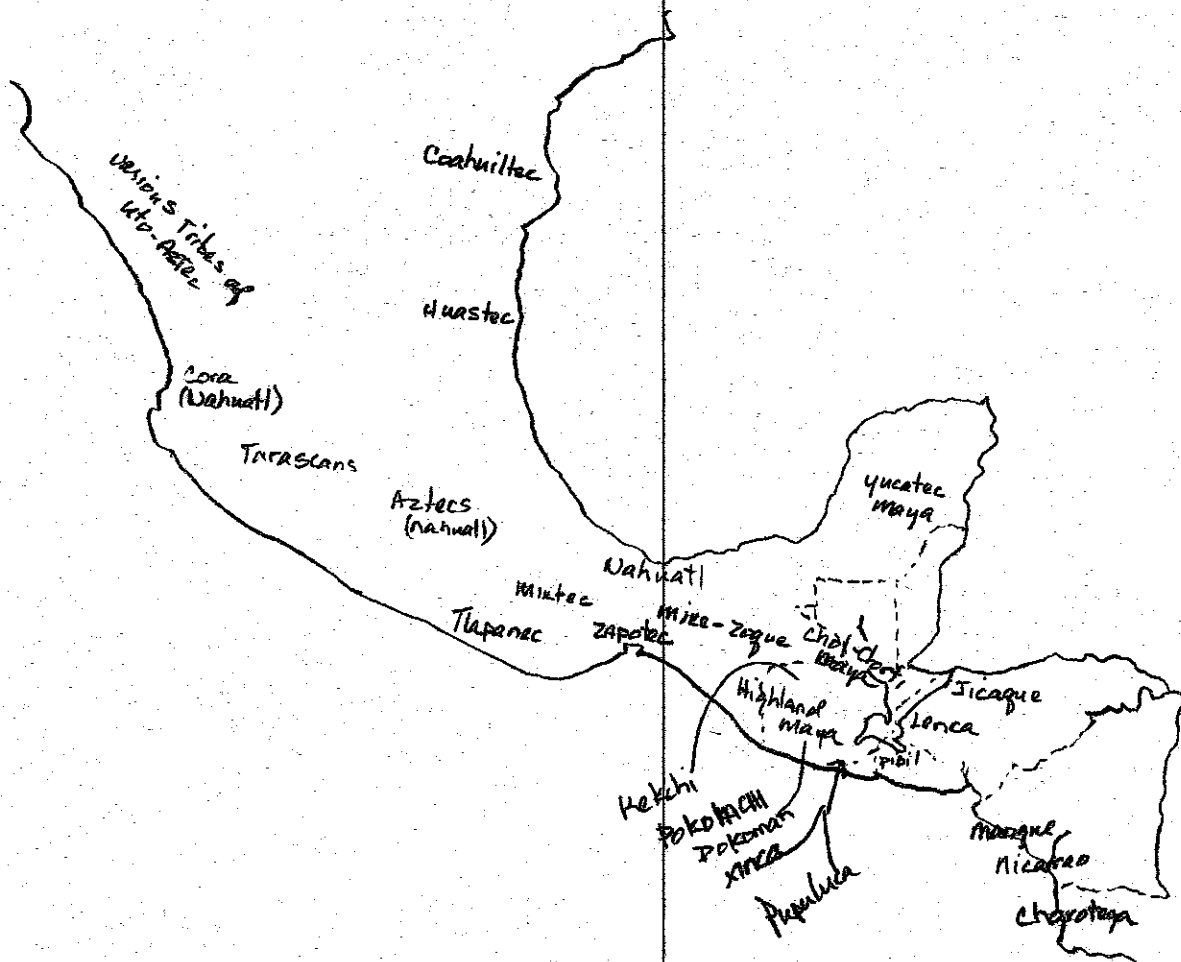 Coahuiltec
various Tribes of
Uto-Aztec
Huastec
Cora
(Nahuatl)
Tarascans
Aztecs
(nahuatl)
yucatec
maya
Nahuatl
Mixtec
Mixe-Zoque
Tlapanec
Zapotec
Chol-
maya
Jicaque
Highland
maya
Lenca
pipil
Kekchi
POKOMCHI
Pokoman
xinca
Pupuluca
Mangue
Nicarao
Chorotega